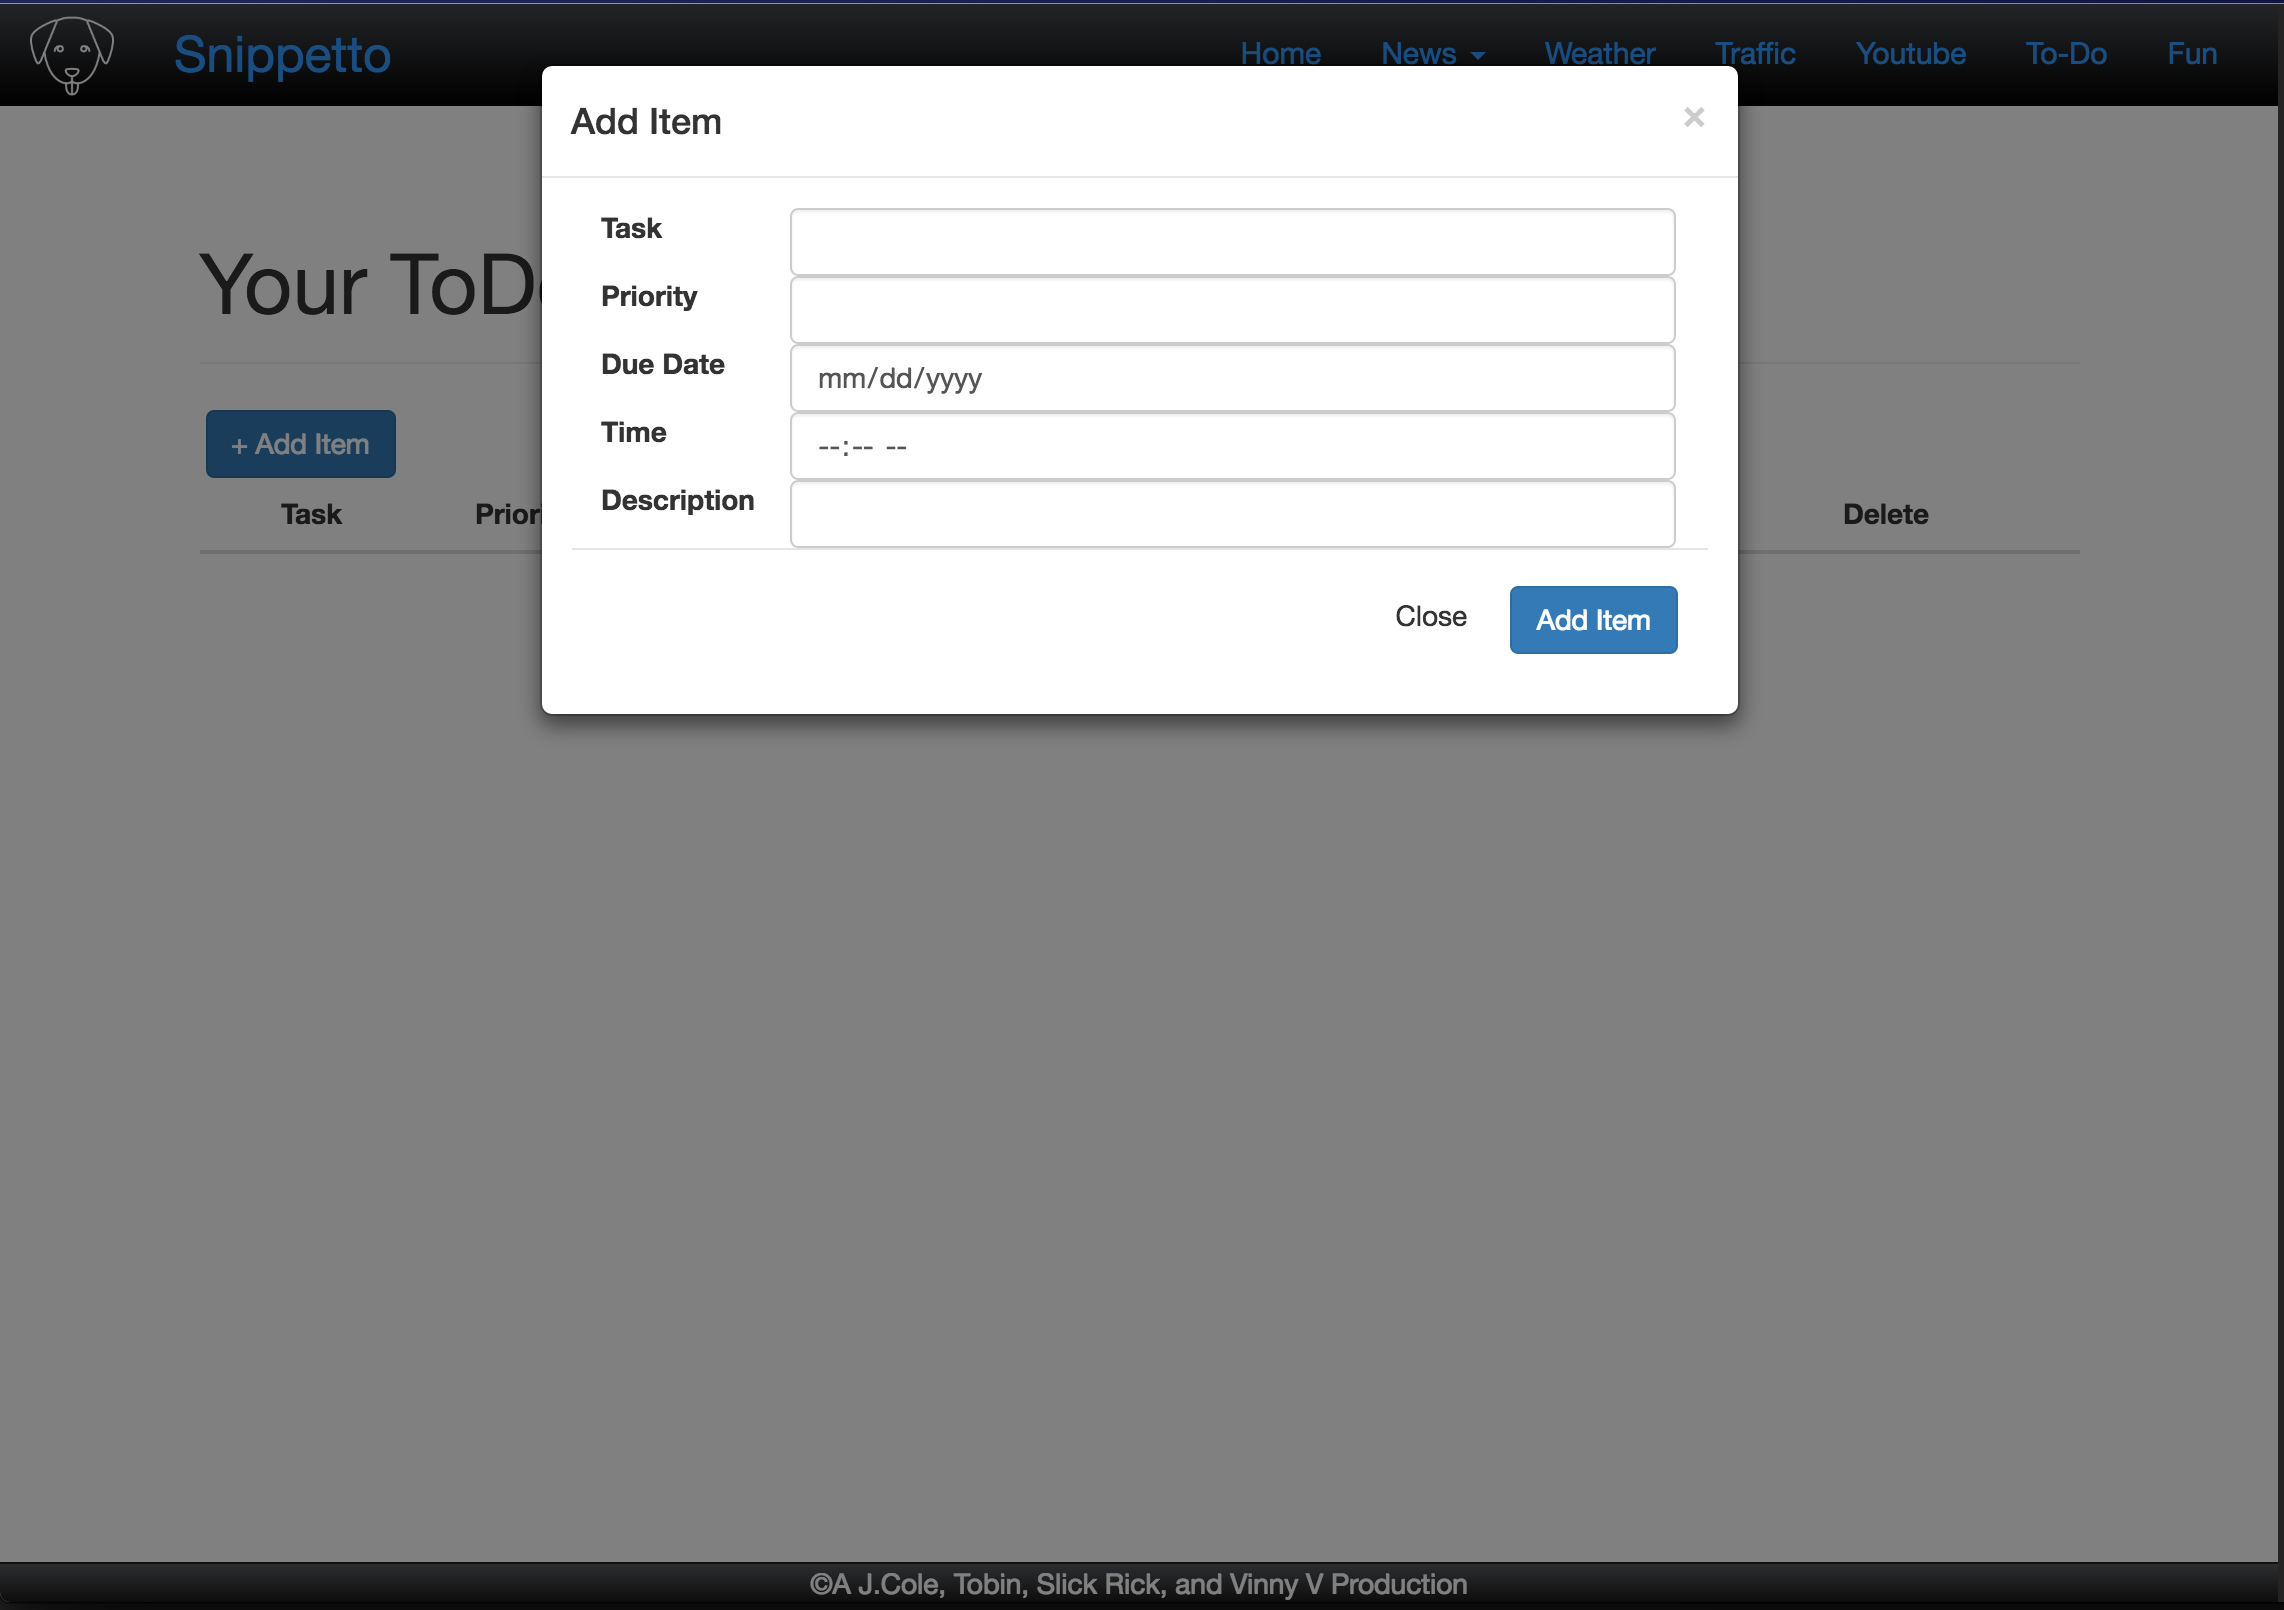 Snippetto
Home News Weather Traffic Youtube To-Do Fun
Add Item ×
Your ToD
+ Add Item
Task Prior Delete
Task
Priority
Due Date mm/dd/yyyy
Time --:-- --
Description
Close Add Item
©A J.Cole, Tobin, Slick Rick, and Vinny V Production